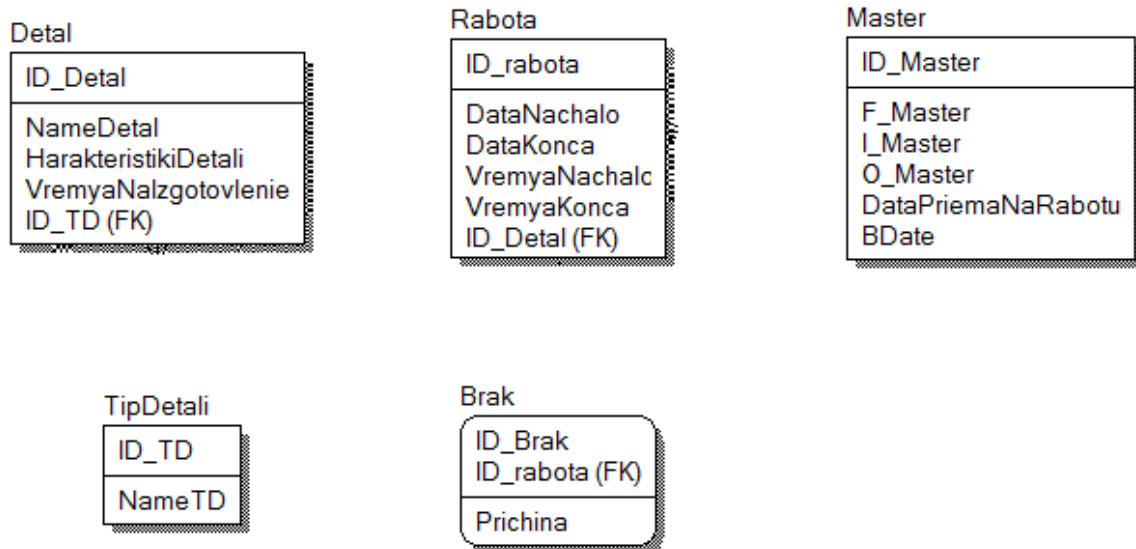 Detal
ID_Detal
NameDetal
HarakteristikiDetali
VremyaNaIzgotovlenie
ID_TD (FK)
Rabota
ID_rabota
DataNachalo
DataKonca
VremyaNachalo
VremyaKonca
ID_Detal (FK)
Master
ID_Master
F_Master
I_Master
O_Master
DataPriemaNaRabotu
BDate
TipDetali
ID_TD
NameTD
Brak
ID_Brak
ID_rabota (FK)
Prichina